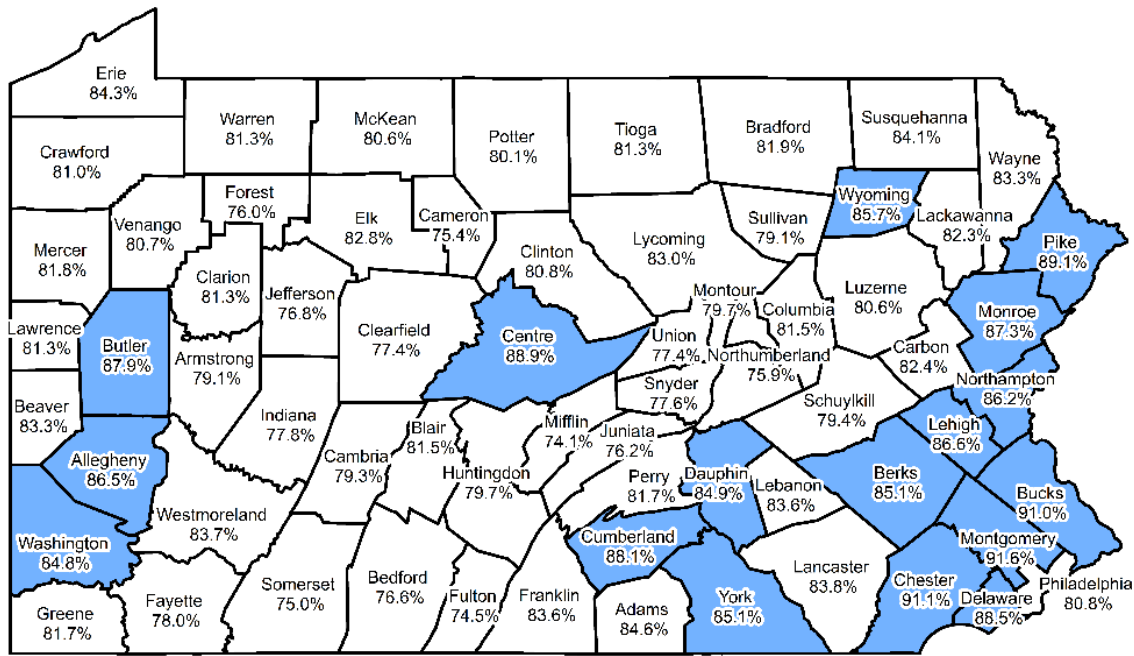 Erie
84.3%
Warren
81.3%
McKean
80.6%
Potter
80.1%
Tioga
81.3%
Bradford
81.9%
Susquehanna
84.1%
Wayne
83.3%
Crawford
81.0%
Forest
76.0%
Venango
80.7%
Elk
82.8%
Cameron
75.4%
Clinton
80.8%
Lycoming
83.0%
Sullivan
79.1%
Wyoming
85.7%
Lackawanna
82.3%
Pike
89.1%
Mercer
81.8%
Clarion
81.3%
Jefferson
76.8%
Clearfield
77.4%
Centre
88.9%
Montour
79.7%
Columbia
81.5%
Luzerne
80.6%
Monroe
87.3%
Lawrence
81.3%
Butler
87.9%
Armstrong
79.1%
Union
77.4%
Northumberland
75.9%
Carbon
82.4%
Northampton
86.2%
Beaver
83.3%
Indiana
77.8%
Snyder
77.6%
Schuylkill
79.4%
Lehigh
86.6%
Allegheny
86.5%
Cambria
79.3%
Blair
81.5%
Huntingdon
79.7%
Mifflin
74.1%
Juniata
76.2%
Perry
81.7%
Dauphin
84.9%
Lebanon
83.6%
Berks
85.1%
Bucks
91.0%
Westmoreland
83.7%
Washington
84.8%
Cumberland
88.1%
Montgomery
91.6%
Greene
81.7%
Fayette
78.0%
Somerset
75.0%
Bedford
76.6%
Fulton
74.5%
Franklin
83.6%
Adams
84.6%
York
85.1%
Lancaster
83.8%
Chester
91.1%
Delaware
88.5%
Philadelphia
80.8%